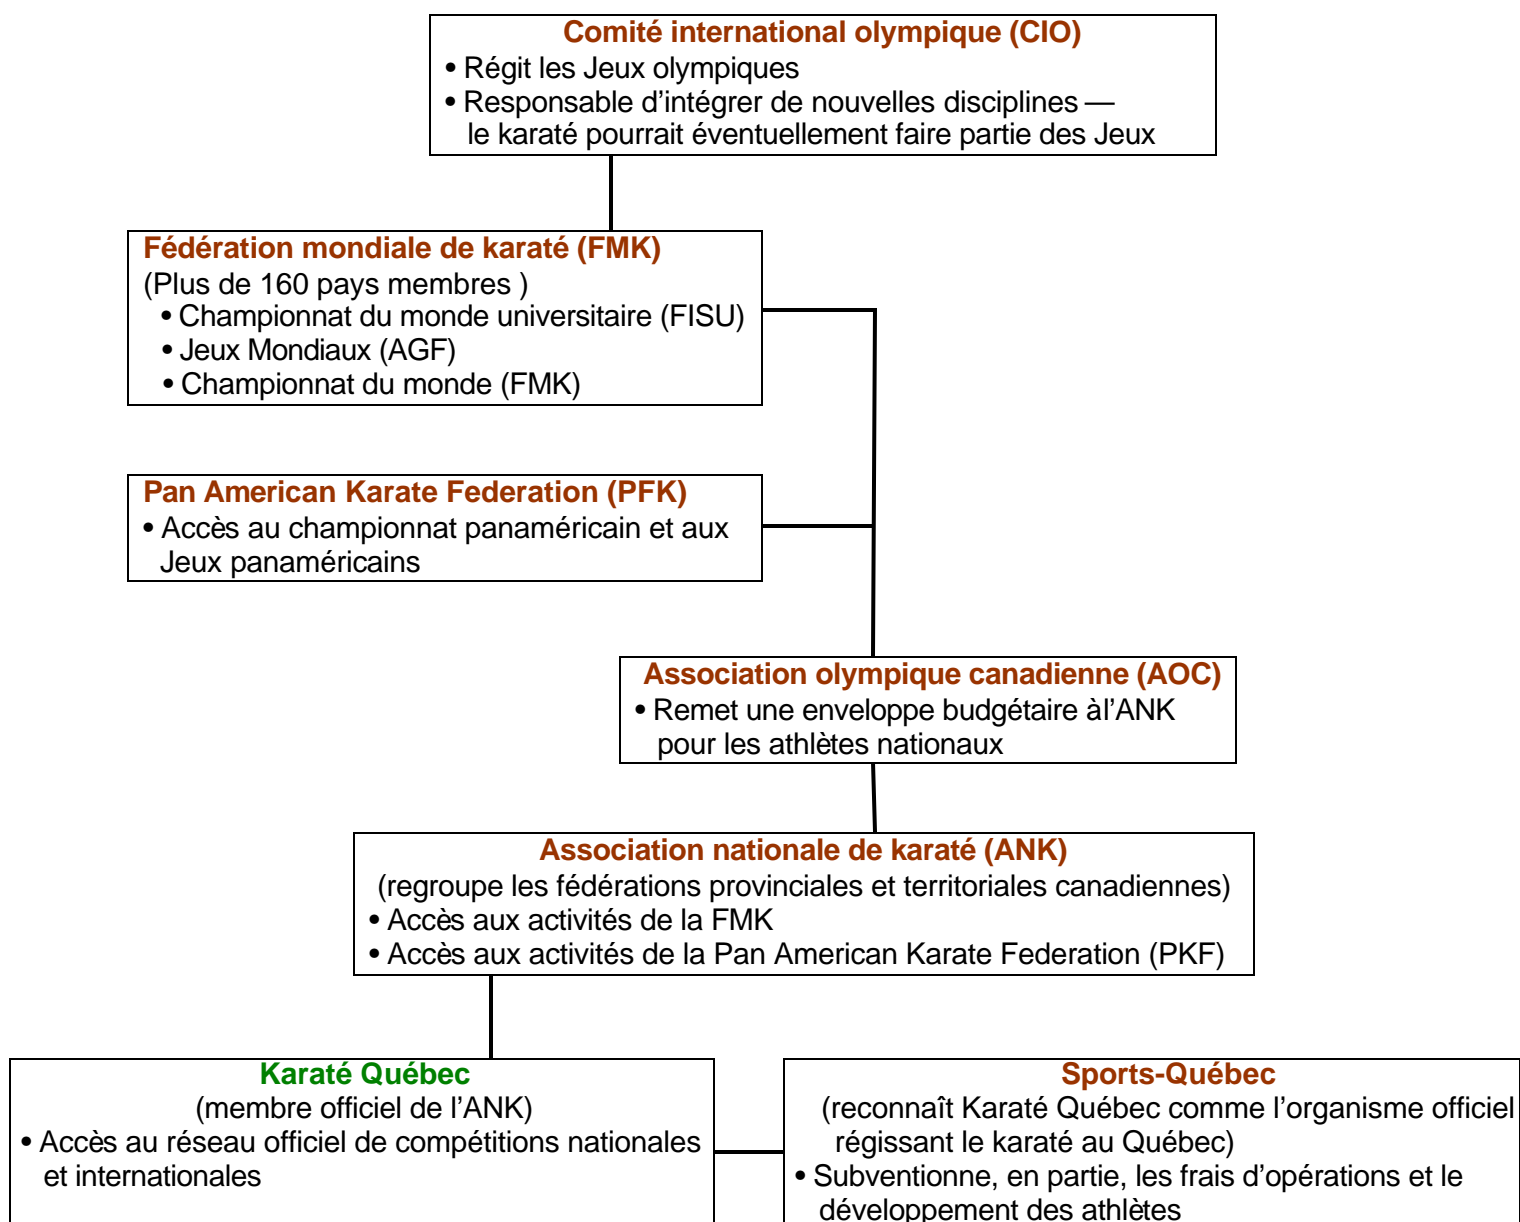 Comité international olympique (CIO)
• Régit les Jeux olympiques
• Responsable d’intégrer de nouvelles disciplines —
le karaté pourrait éventuellement faire partie des Jeux
Fédération mondiale de karaté (FMK)
(Plus de 160 pays membres )
• Championnat du monde universitaire (FISU)
• Jeux Mondiaux (AGF)
• Championnat du monde (FMK)
Pan American Karate Federation (PFK)
• Accès au championnat panaméricain et aux
Jeux panaméricains
Association olympique canadienne (AOC)
• Remet une enveloppe budgétaire àl’ANK
pour les athlètes nationaux
Association nationale de karaté (ANK)
(regroupe les fédérations provinciales et territoriales canadiennes)
• Accès aux activités de la FMK
• Accès aux activités de la Pan American Karate Federation (PKF)
Karaté Québec
(membre officiel de l’ANK)
• Accès au réseau officiel de compétitions nationales
et internationales
Sports-Québec
(reconnaît Karaté Québec comme l’organisme officiel
régissant le karaté au Québec)
• Subventionne, en partie, les frais d’opérations et le
développement des athlètes